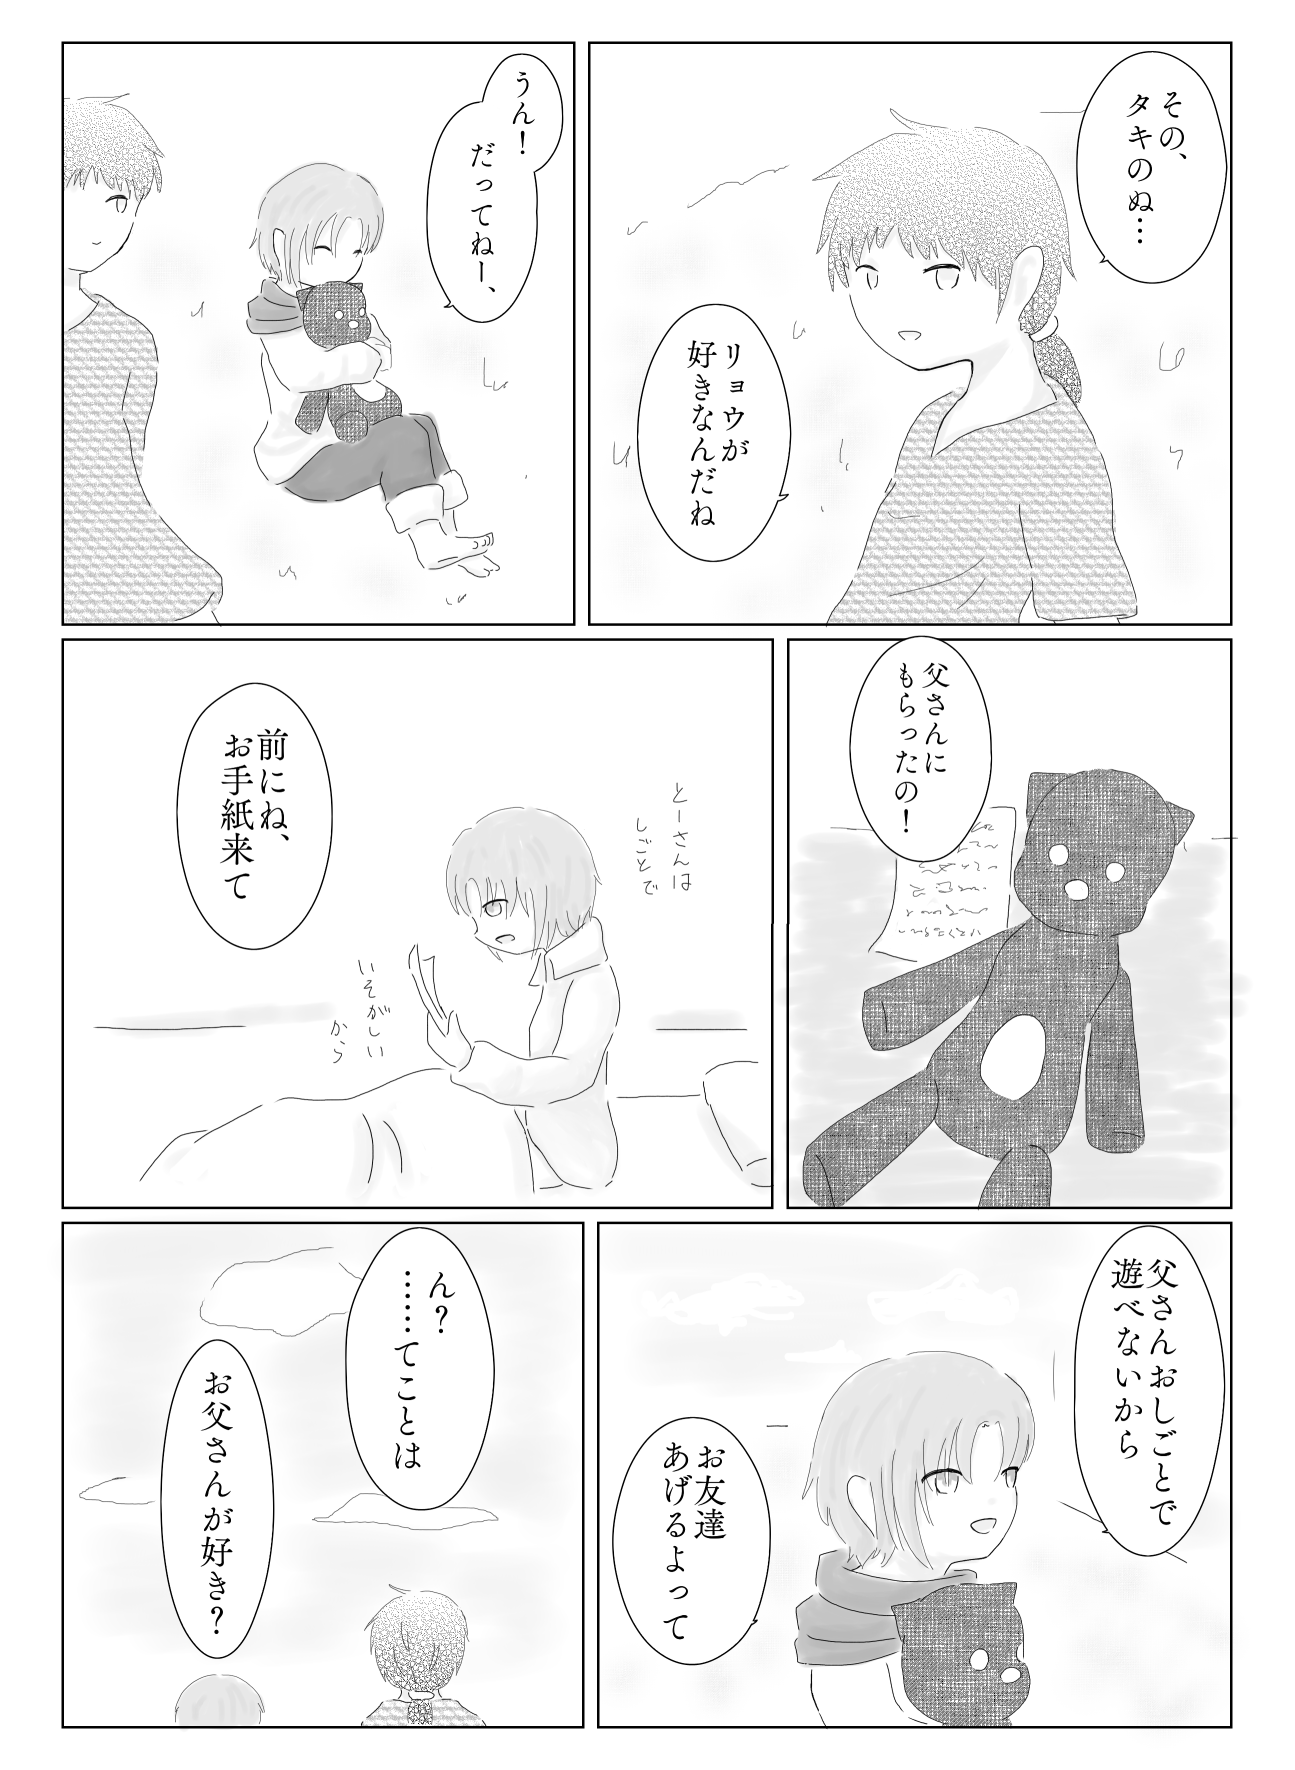 その、
タキのぬ…
リョウが
好きなんだね
うん！
だってねー、
父さんに
もらったの！
とーさんは
しごとで
前にね、
お手紙来て
いそがしい
から
父さんおしごとで
遊べないから
お友達
あげるよって
ん？
……てことは
お父さんが好き？